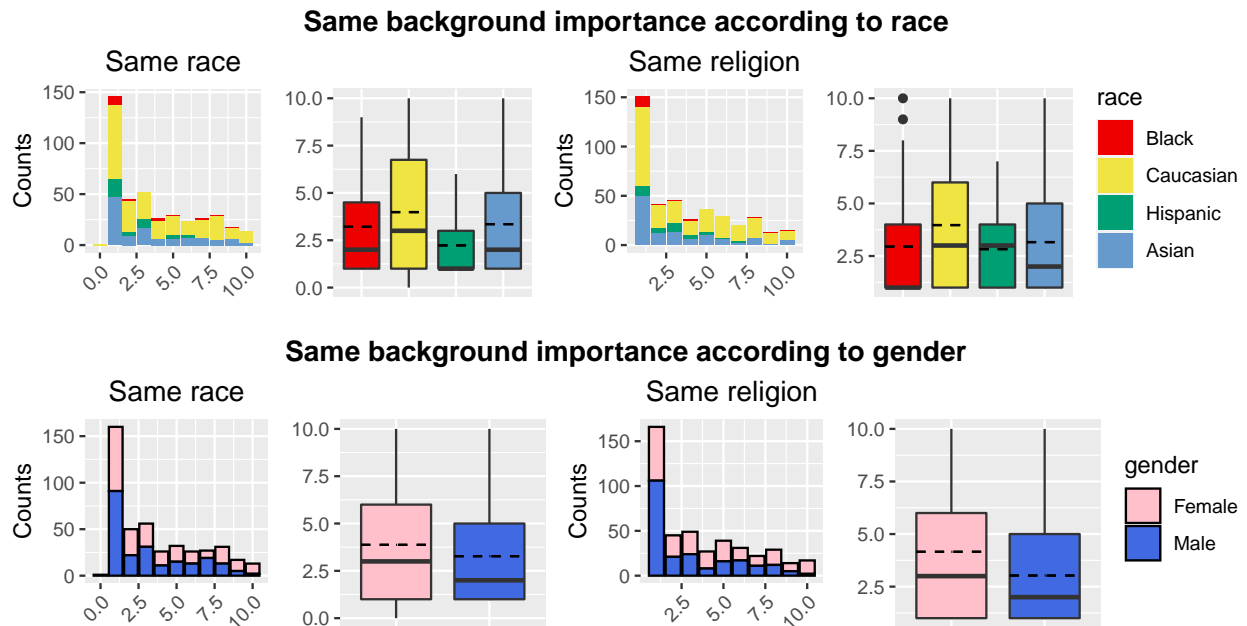 Same background importance according to race
Same race
Same religion
Counts
150
100
50
0
0.0
2.5
5.0
7.5
10.0
10.0
7.5
5.0
2.5
0.0
Counts
150
100
50
0
2.5
5.0
7.5
10.0
10.0
7.5
5.0
2.5
race
Black
Caucasian
Hispanic
Asian
Same background importance according to gender
Same race
Same religion
Counts
150
100
50
0
0.0
2.5
5.0
7.5
10.0
10.0
7.5
5.0
2.5
0.0
Counts
150
100
50
0
2.5
5.0
7.5
10.0
10.0
7.5
5.0
2.5
gender
Female
Male